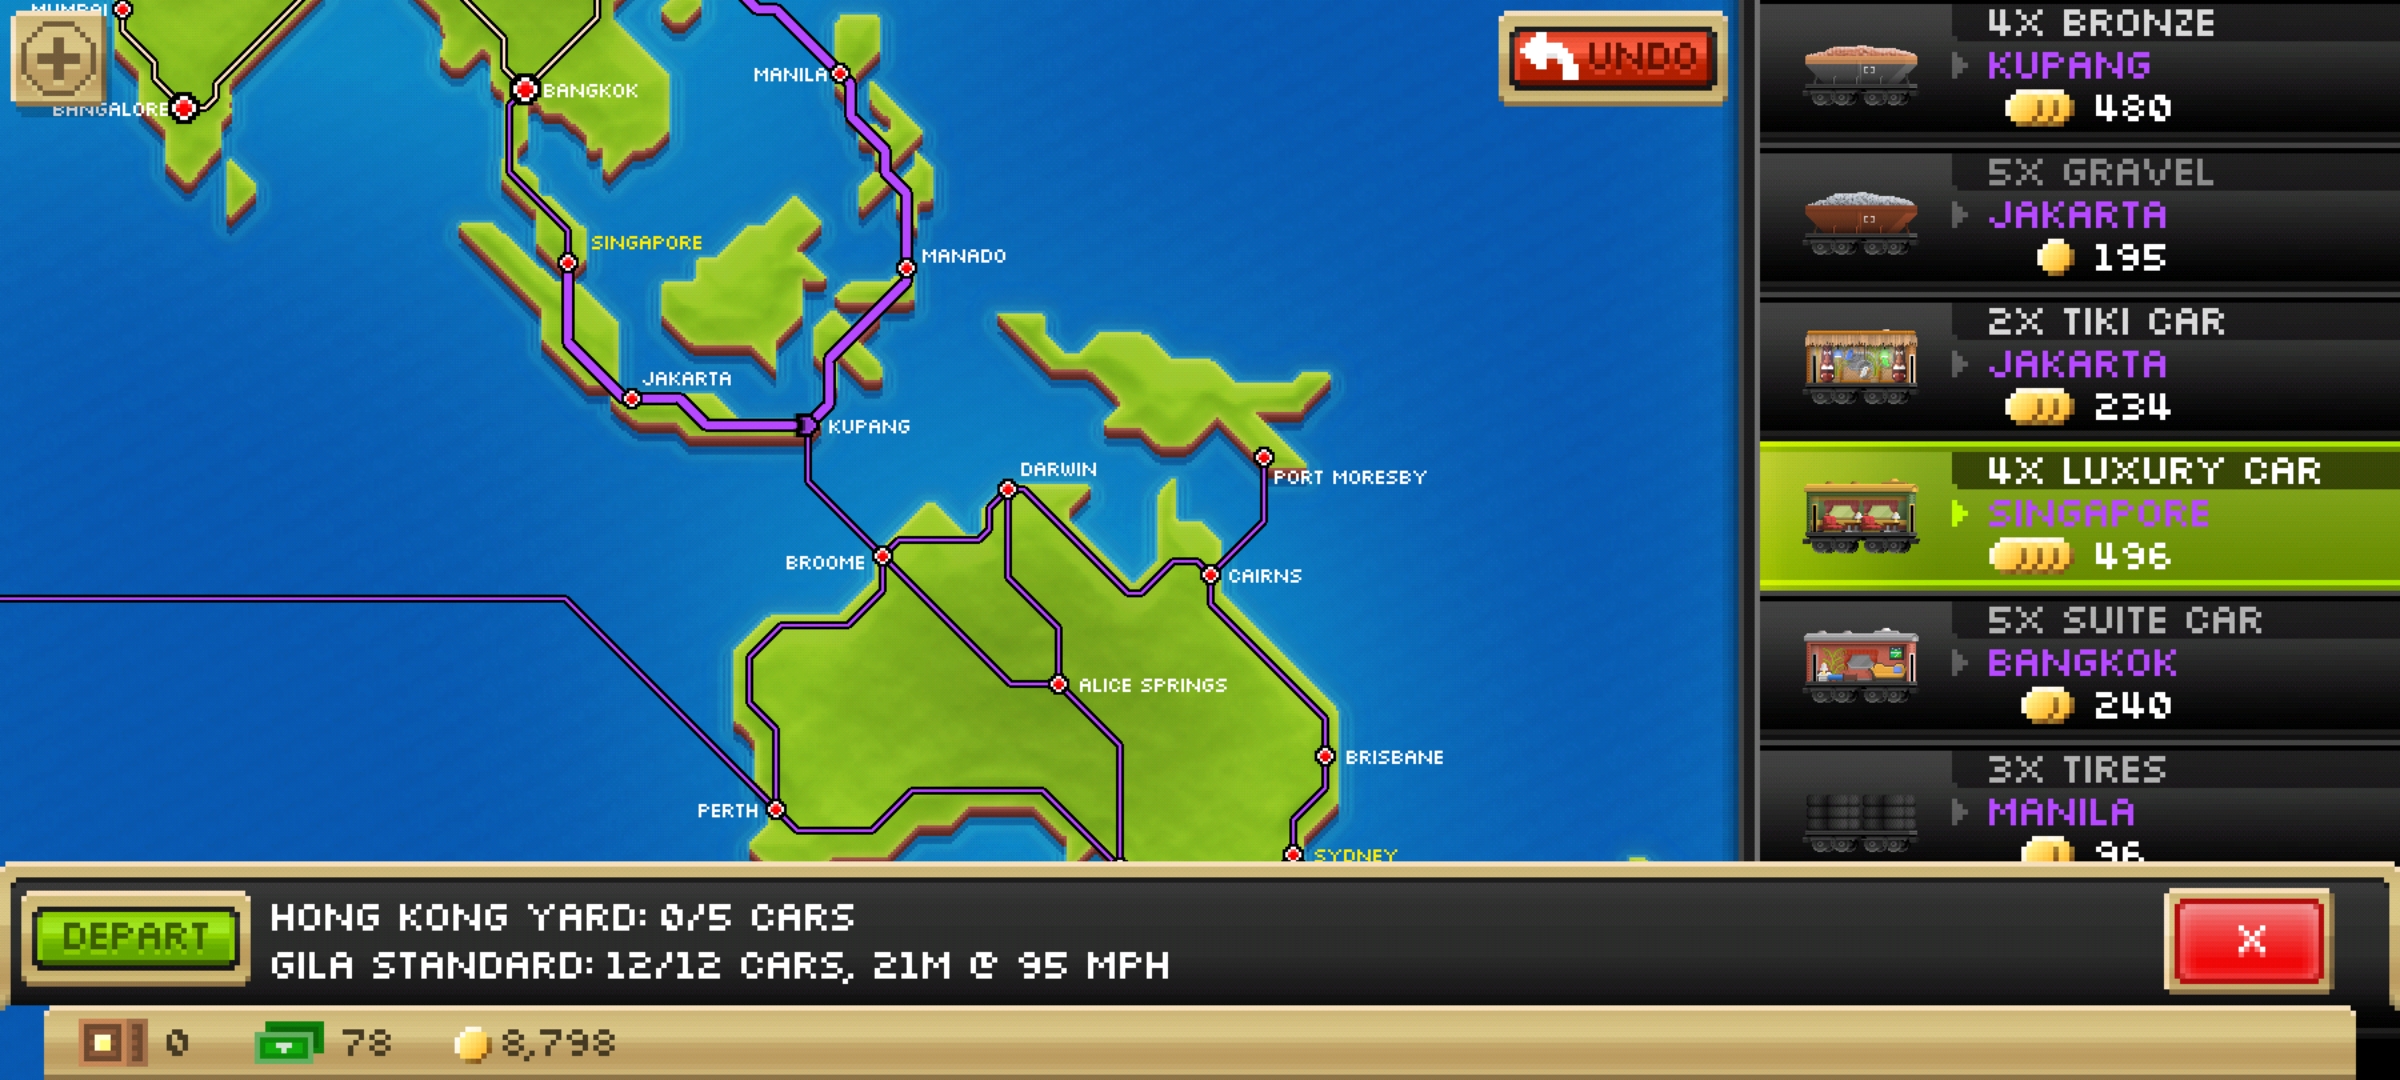 MUMBAI
BANGALORE
BANGKOK
MANILA
SINGAPORE
MANADO
JAKARTA
KUPANG
DARWIN
PORT MORESBY
BROOME
CAIRNS
ALICE SPRINGS
BRISBANE
PERTH
SYDNEY
UNDO
4X BRONZE
KUPANG
480
5X GRAVEL
JAKARTA
195
2X TIKI CAR
JAKARTA
234
4X LUXURY CAR
SINGAPORE
496
5X SUITE CAR
BANGKOK
240
3X TIRES
MANILA
96
DEPART
HONG KONG YARD: 0/5 CARS
GILA STANDARD: 12/12 CARS, 21M @ 95 MPH
X
0
78
8,798